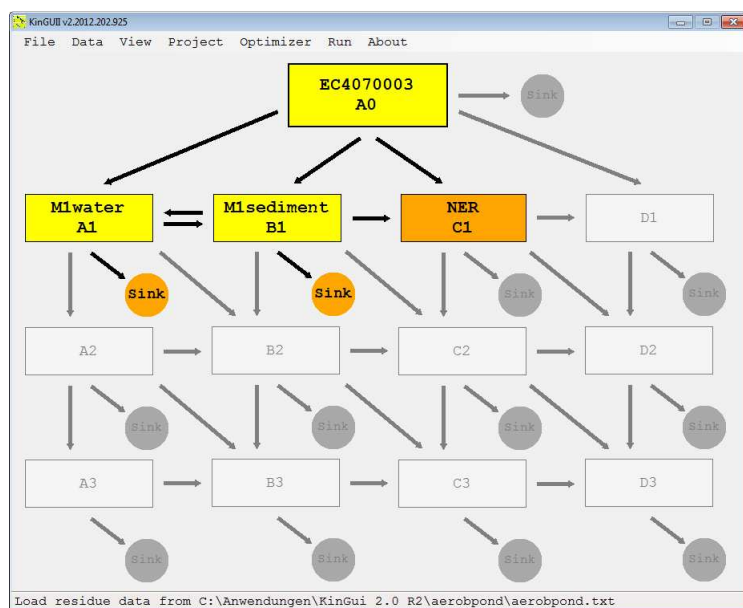 KinGUII v2.2012.202.925
File Data View Project Optimizer Run About
EC4070003
A0
Sink
M1water
A1
M1sediment
B1
NER
C1
D1
Sink
Sink
Sink
Sink
A2
B2
C2
D2
Sink
Sink
Sink
Sink
A3
B3
C3
D3
Sink
Sink
Sink
Sink
Load residue data from C:\Anwendungen\KinGui 2.0 R2\aerobpond\aerobpond.txt